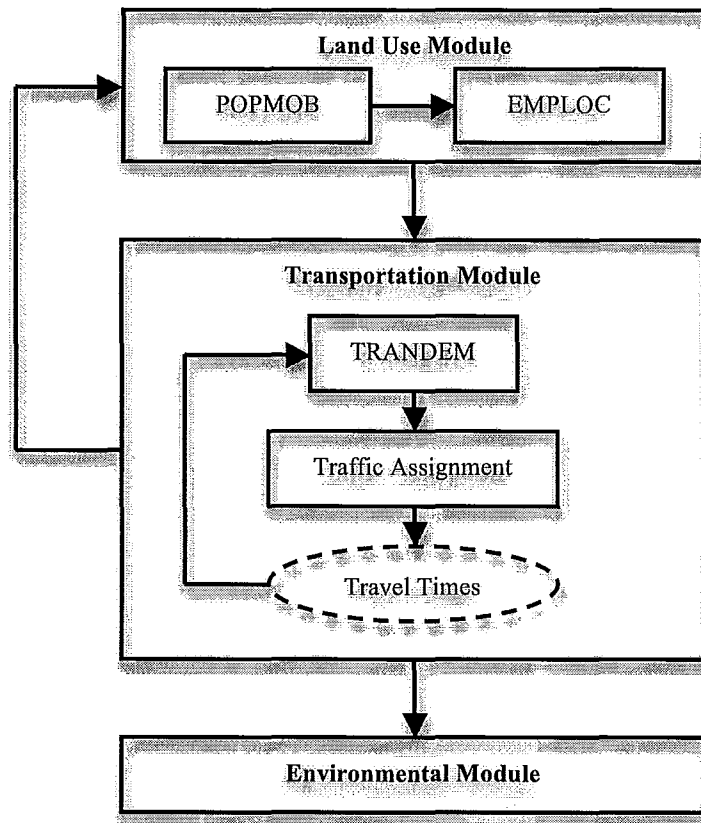 Land Use Module
POPMOB
EMPLOC
Transportation Module
TRANDEM
Traffic Assignment
Travel Times
Environmental Module